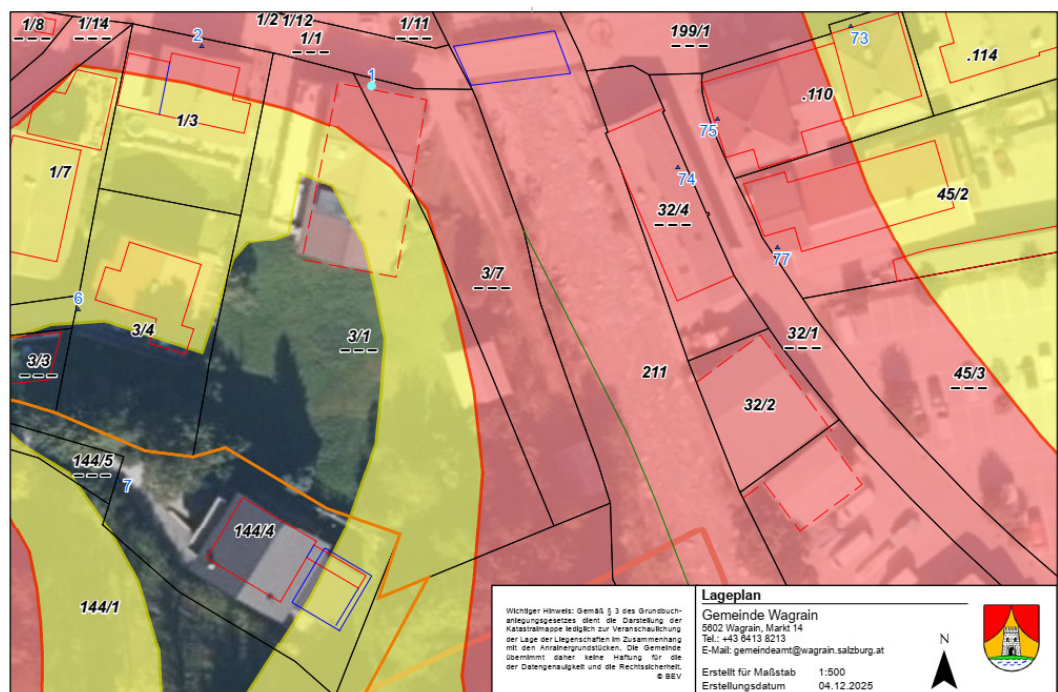 1/8
1/14
1/2
1/12
1/1
1/11
199/1
73
.114
2
1
.110
75
1/3
1/7
74
32/4
45/2
77
3/7
6
3/4
3/1
3/3
32/1
211
45/3
32/2
144/5
7
144/4
144/1
Wichtiger Hinweis: Gemäß § 3 des Grundbuch-
anlegungsgesetzes dient die Darstellung der
Katastralmappe lediglich zur Veranschaulichung
der Lage der Liegenschaften im Zusammenhang
mit den Anrainergrundstücken. Die Gemeinde
übernimmt daher keine Haftung für die
der Datengenauigkeit und die Rechtssicherheit.
© BEV
Lageplan
Gemeinde Wagrain
5602 Wagrain, Markt 14
Tel.: +43 6413 8213
E-Mail: gemeindeamt@wagrain.salzburg.at
Erstellt für Maßstab 1:500
Erstellungsdatum 04.12.2025
N